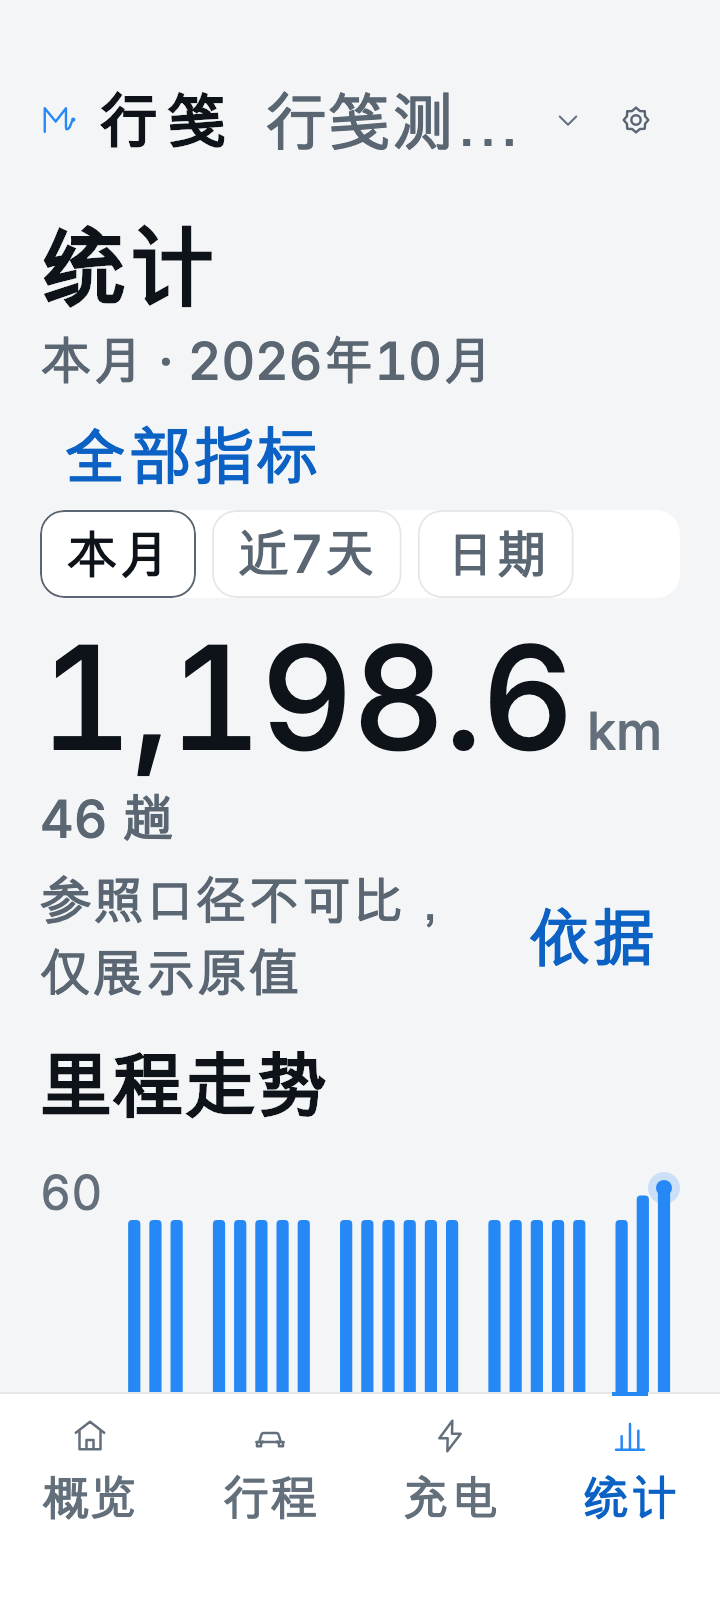 行笺 行笺测...
统计
本月 · 2026年10月
全部指标
本月 近7天 日期
1,198.6 km
46 趟
参照口径不可比，
仅展示原值
依据
里程走势
60
概览 行程 充电 统计